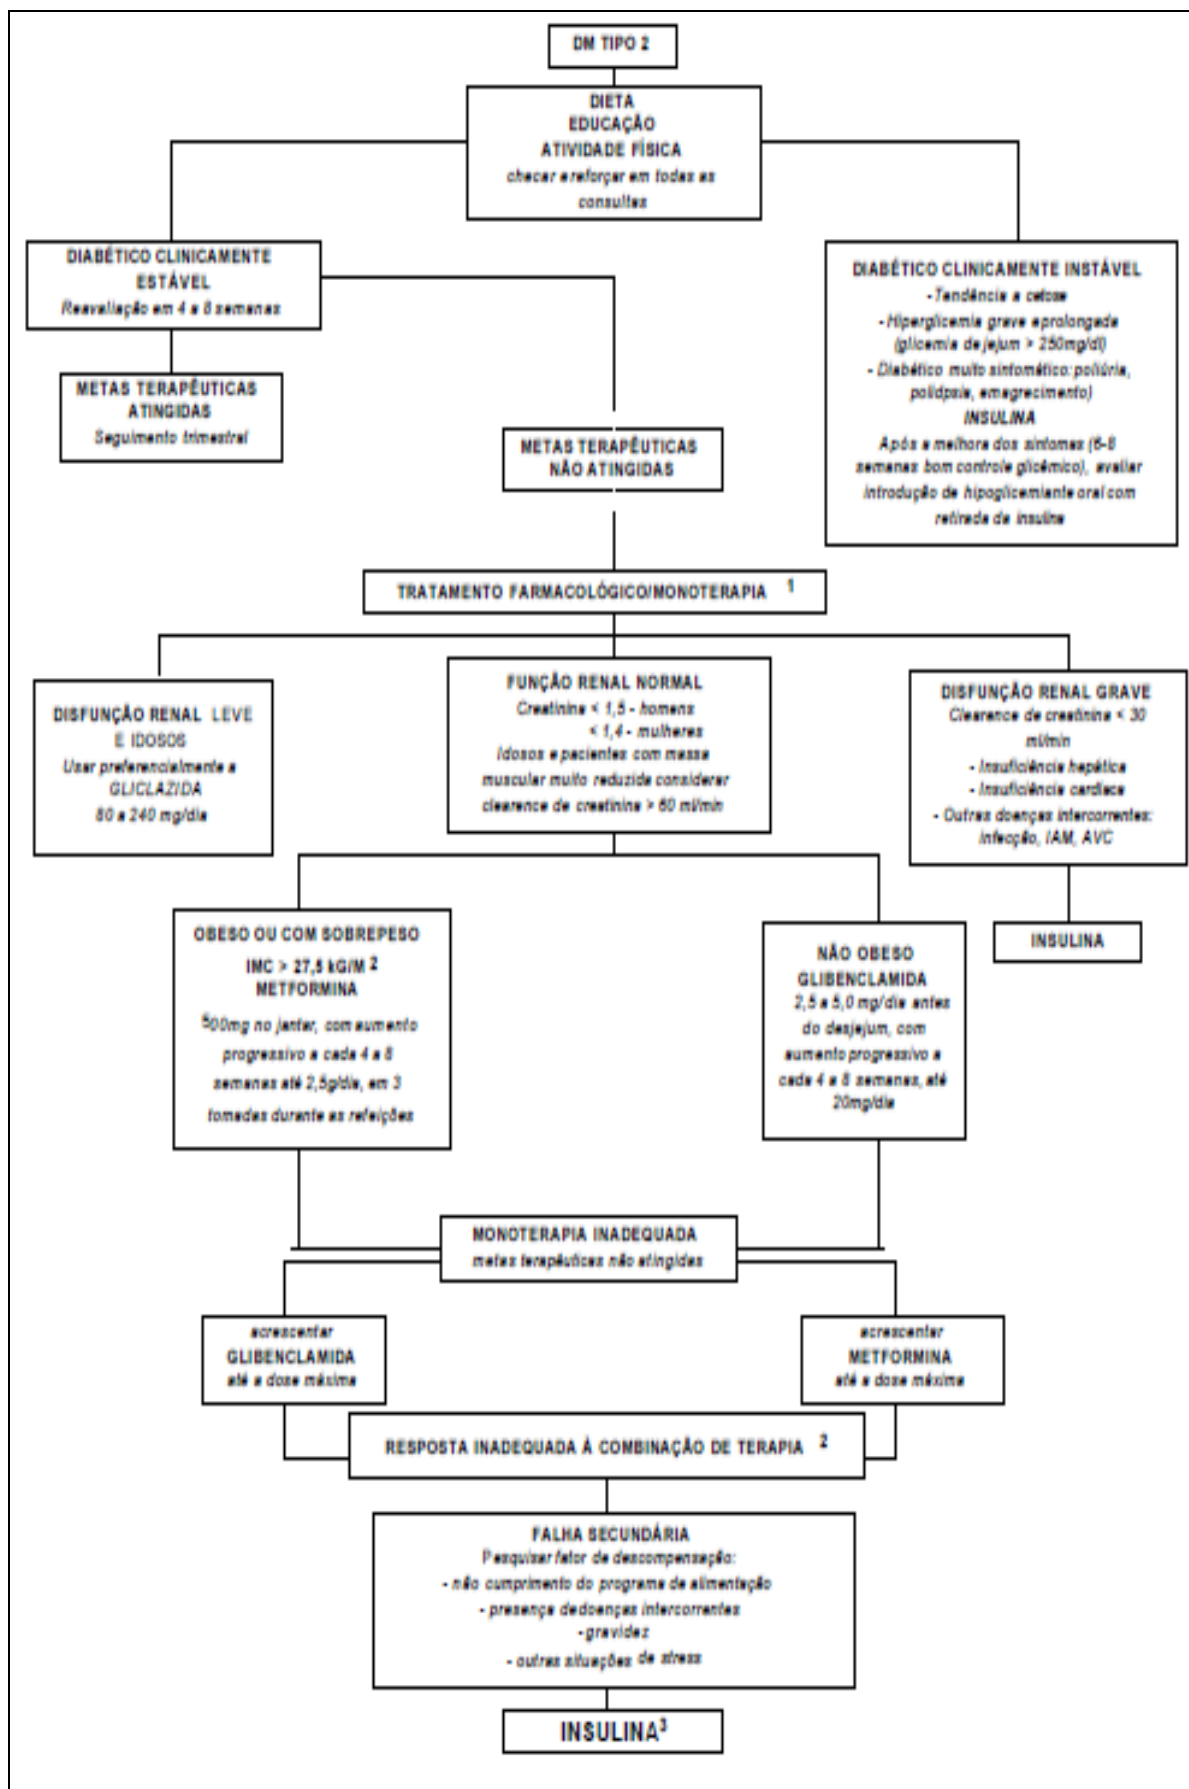 DM TIPO 2
DIETA
EDUCAÇÃO
ATIVIDADE FÍSICA
checar e reforçar em todas as
consultas
DIABÉTICO CLINICAMENTE
ESTÁVEL
Reavaliação em 4 a 8 semanas
METAS TERAPÊUTICAS
ATINGIDAS
Seguimento trimestral
METAS TERAPÊUTICAS
NÃO ATINGIDAS
DIABÉTICO CLINICAMENTE INSTÁVEL
- Tendência a cetose
- Hiperglicemia grave e prolongada
(glicemia de jejum > 250mg/dl)
- Diabético muito sintomático: poliúria,
polidpsia, emagrecimento)
INSULINA
Após a melhora dos sintomas (6-8
semanas bom controle glicêmico), avaliar
introdução de hipoglicemiante oral com
retirada da insulina
TRATAMENTO FARMACOLÓGICO/MONOTERAPIA 1
DISFUNÇÃO RENAL LEVE
E IDOSOS
Usar preferencialmente a
GLICLAZIDA
80 a 240 mg/dia
FUNÇÃO RENAL NORMAL
Creatinina < 1,5 - homens
< 1,4 - mulheres
Idosos e pacientes com massa
muscular muito reduzida considerar
clearence de creatinina > 60 ml/min
DISFUNÇÃO RENAL GRAVE
Clearence de creatinina < 30
ml/min
- Insuficiência hepática
- Insuficiência cardíaca
- Outras doenças intercorrentes:
infecção, IAM, AVC
INSULINA
OBESO OU COM SOBREPESO
IMC > 27,5 kG/M 2
METFORMINA
500mg no jantar, com aumento
progressivo a cada 4 a 8
semanas até 2,5g/dia, em 3
tomadas durante as refeições
NÃO OBESO
GLIBENCLAMIDA
2,5 a 5,0 mg/dia antes
do desjejum, com
aumento progressivo a
cada 4 a 8 semanas, até
20mg/dia
MONOTERAPIA INADEQUADA
metas terapêuticas não atingidas
acrescentar
GLIBENCLAMIDA
até a dose máxima
acrescentar
METFORMINA
até a dose máxima
RESPOSTA INADEQUADA À COMBINAÇÃO DE TERAPIA 2
FALHA SECUNDÁRIA
Pesquisar fator de descompensação:
- não cumprimento do programa de alimentação
- presença dedoenças intercorrentes
- gravidez
- outras situações de stress
INSULINA³